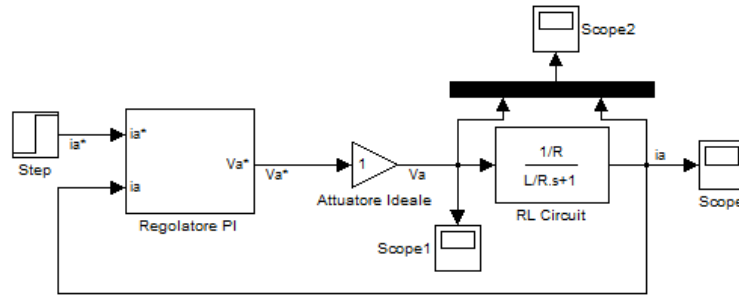 Scope2
ia*
Step
ia*
ia
Va*
Regolatore PI
Va*
1
Attuatore Ideale
Va
Scope1
1/R
L/R.s+1
RL Circuit
ia
Scope